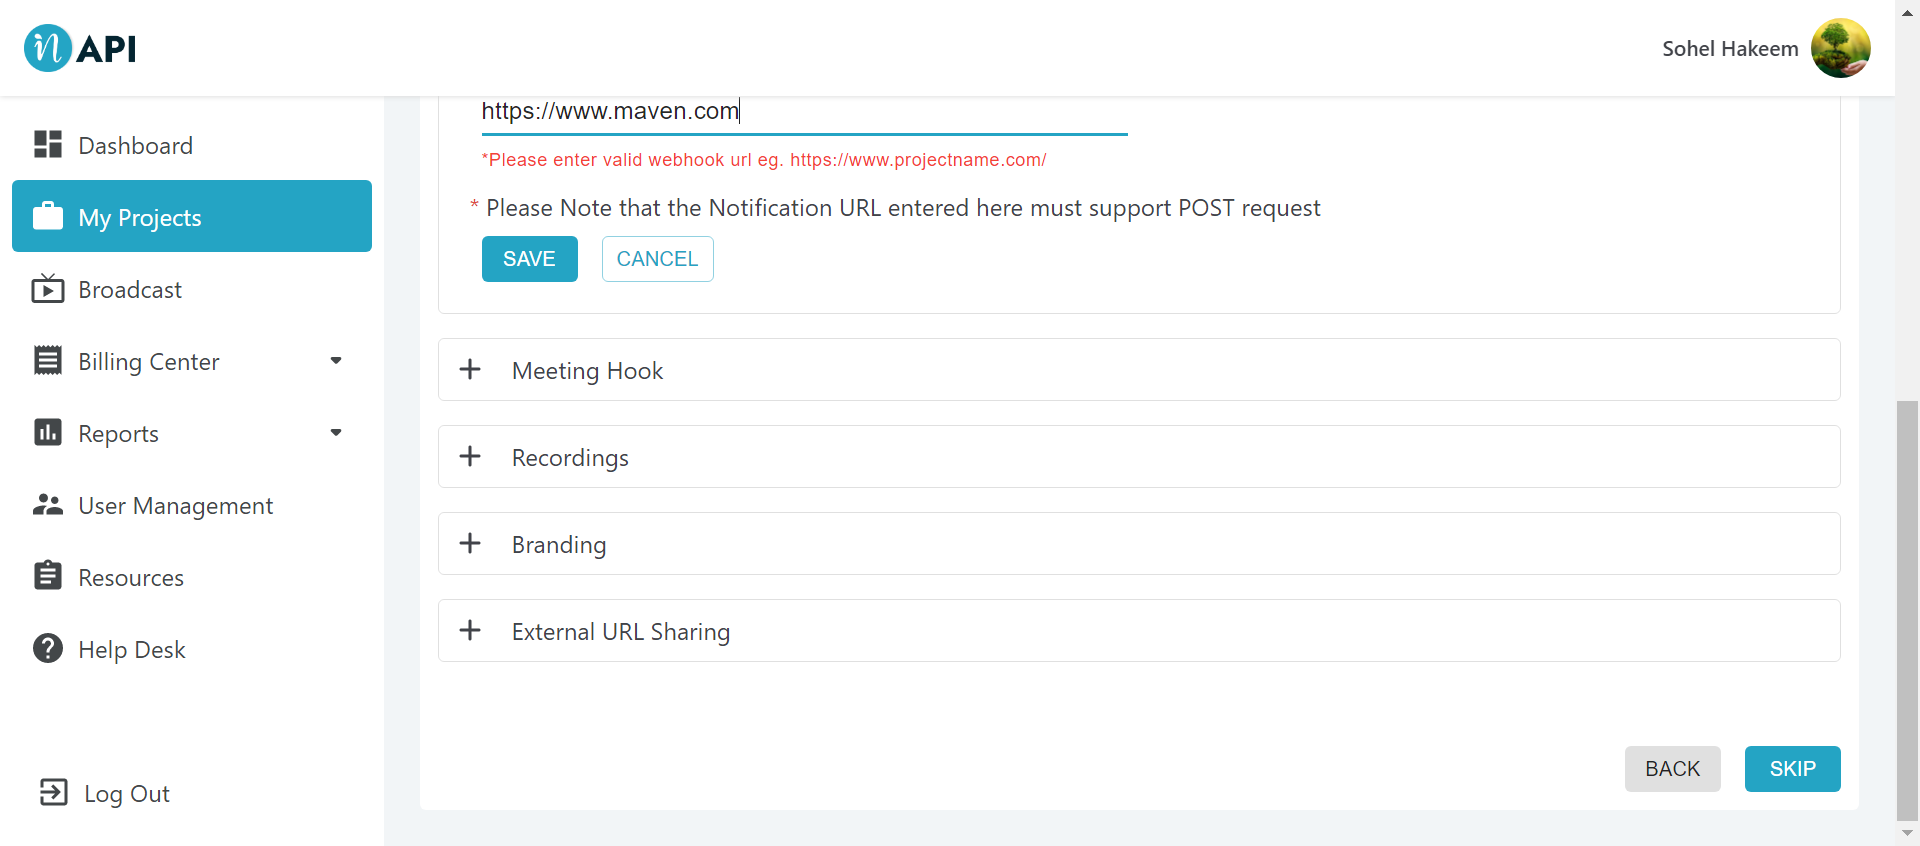 in API
Sohel Hakeem
Dashboard
My Projects
Broadcast
Billing Center
Reports
User Management
Resources
Help Desk
Log Out
https://www.maven.com
*Please enter valid webhook url eg. https://www.projectname.com/
* Please Note that the Notification URL entered here must support POST request
SAVE CANCEL
Meeting Hook
Recordings
Branding
External URL Sharing
BACK SKIP